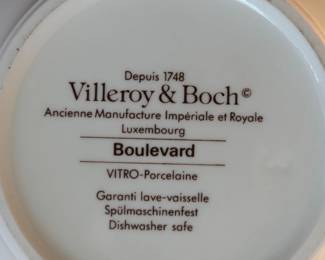 Depuis 1748
Villeroy & Boch©
Ancienne Manufacture Impériale et Royale
Luxembourg
Boulevard
VITRO-Porcelaine
Garanti lave-vaisselle
Spülmaschinenfest
Dishwasher safe